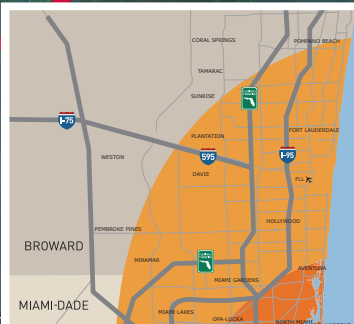 CORAL SPRINGS
POMPANO BEACH
TAMARAC
SUNRISE
I-75
PLANTATION
FORT LAUDERDALE
WESTON
595
I-95
DAVIE
FLL
HOLLYWOOD
PEMBROKE PINES
BROWARD
MIRAMAR
AVENTURA
MIAMI GARDENS
MIAMI-DADE
MIAMI LAKES
OPA-LOCKA
NORTH MIAMI